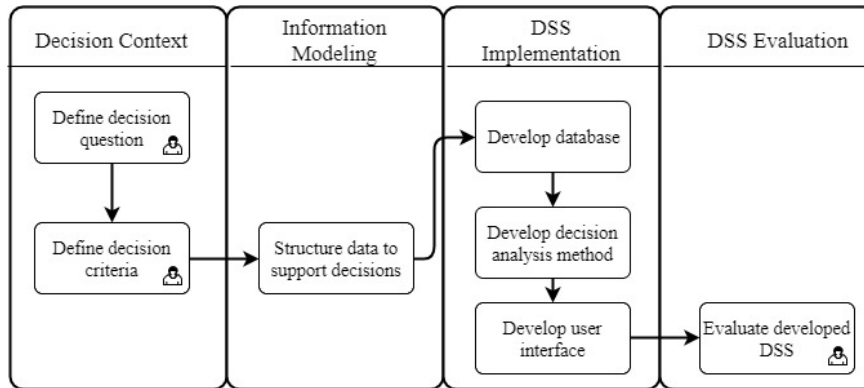 Decision Context
Information
Modeling
DSS
Implementation
DSS Evaluation
Define decision
question
Define decision
criteria
Structure data to
support decisions
Develop database
Develop decision
analysis method
Develop user
interface
Evaluate developed
DSS